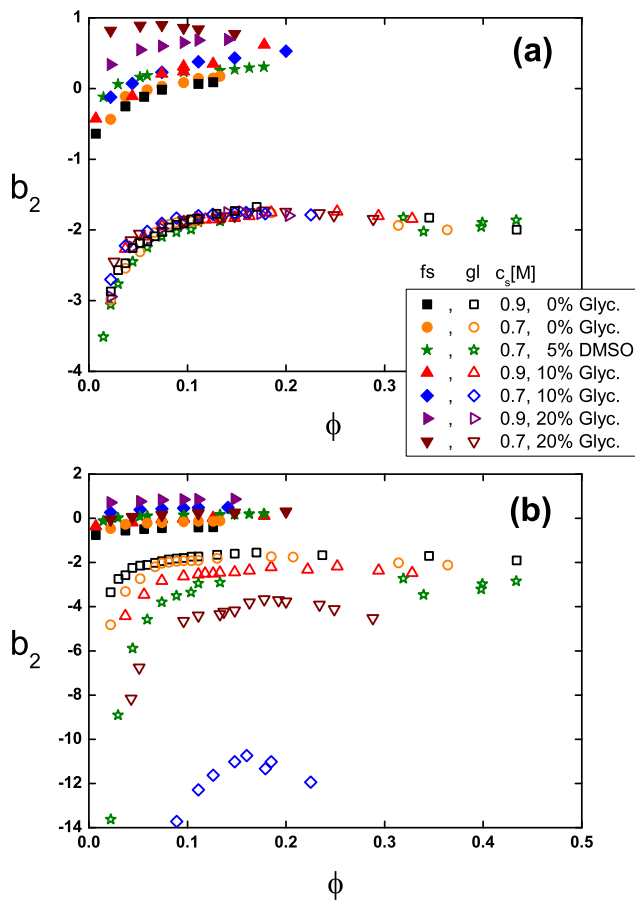 (a)
1
0
-1
-2
-3
-4
b2
0.0 0.1 0.2 0.3
ϕ
fs gl cs[M]
, 0.9, 0% Glyc.
, 0.7, 0% Glyc.
, 0.7, 5% DMSO
, 0.9, 10% Glyc.
, 0.7, 10% Glyc.
, 0.9, 20% Glyc.
, 0.7, 20% Glyc.
(b)
2
0
-2
-4
-6
-8
-10
-12
-14
b2
0.0 0.1 0.2 0.3 0.4 0.5
ϕ